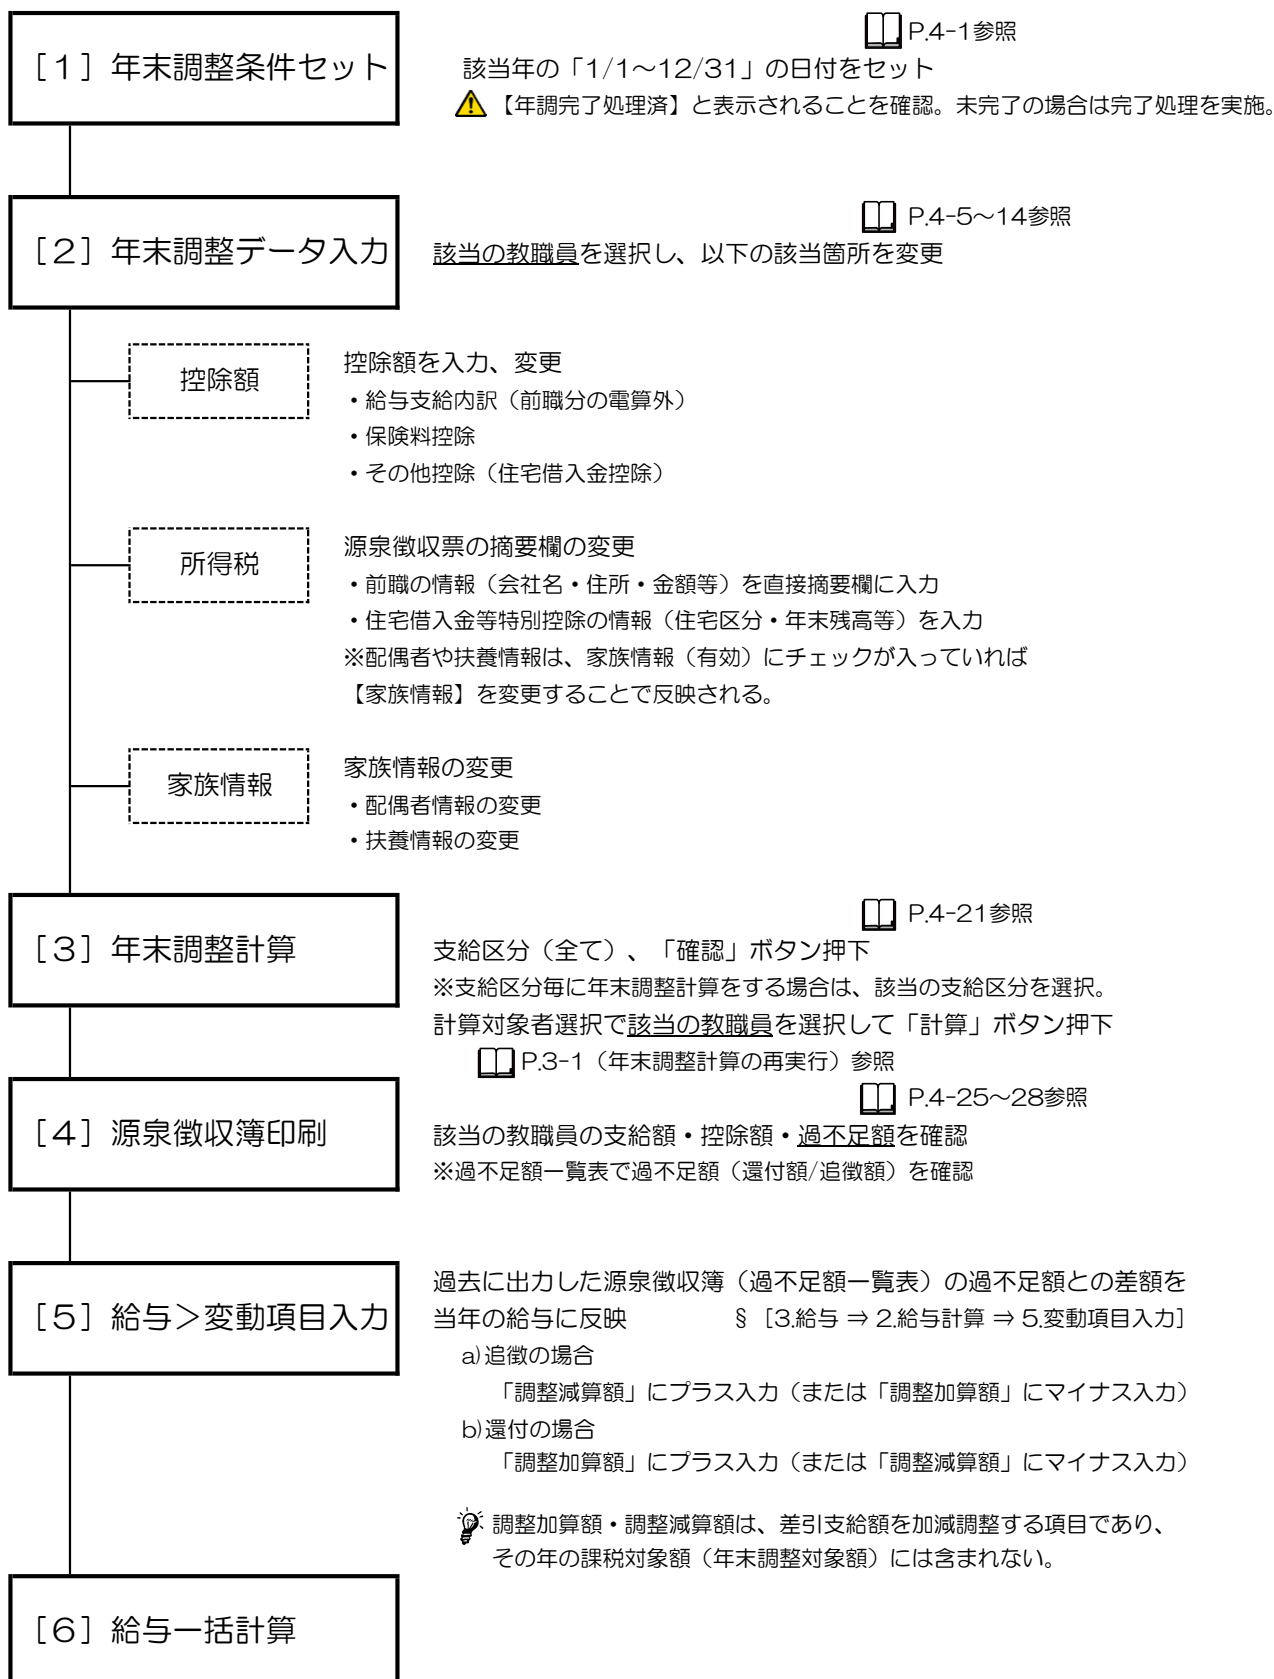 P.4-1参照
［1］年末調整条件セット
該当年の「1/1～12/31」の日付をセット
【年調完了処理済】と表示されることを確認。未完了の場合は完了処理を実施。
P.4-5～14参照
［2］年末調整データ入力
該当の教職員を選択し、以下の該当箇所を変更
控除額
控除額を入力、変更
・給与支給内訳（前職分の電算外）
・保険料控除
・その他控除（住宅借入金控除）
所得税
源泉徴収票の摘要欄の変更
・前職の情報（会社名・住所・金額等）を直接摘要欄に入力
・住宅借入金等特別控除の情報（住宅区分・年末残高等）を入力
※配偶者や扶養情報は、家族情報（有効）にチェックが入っていれば
【家族情報】を変更することで反映される。
家族情報
家族情報の変更
・配偶者情報の変更
・扶養情報の変更
P.4-21参照
［3］年末調整計算
支給区分（全て）、「確認」ボタン押下
※支給区分毎に年末調整計算をする場合は、該当の支給区分を選択。
計算対象者選択で該当の教職員を選択して「計算」ボタン押下
P.3-1（年末調整計算の再実行）参照
P.4-25～28参照
［4］源泉徴収簿印刷
該当の教職員の支給額・控除額・過不足額を確認
※過不足額一覧表で過不足額（還付額/追徴額）を確認
［5］給与＞変動項目入力
過去に出力した源泉徴収簿（過不足額一覧表）の過不足額との差額を
当年の給与に反映　　§［3.給与 ⇒ 2.給与計算 ⇒ 5.変動項目入力］
a)追徴の場合
「調整減算額」にプラス入力（または「調整加算額」にマイナス入力）
b)還付の場合
「調整加算額」にプラス入力（または「調整減算額」にマイナス入力）
調整加算額・調整減算額は、差引支給額を加減調整する項目であり、
その年の課税対象額（年末調整対象額）には含まれない。
［6］給与一括計算